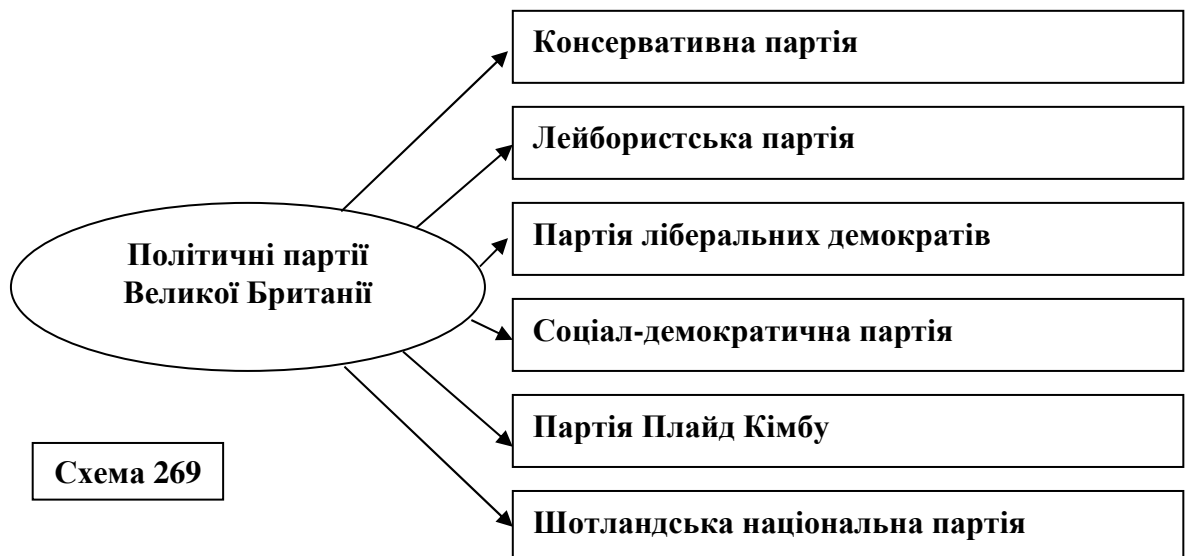 Консервативна партія
Лейбористська партія
Партія ліберальних демократів
Політичні партії
Великої Британії
Соціал-демократична партія
Партія Плайд Кімбу
Схема 269
Шотландська національна партія